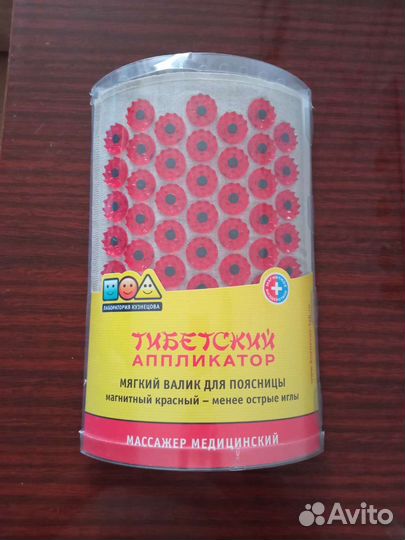 ЛАБОРАТОРИЯ КУЗНЕЦОВА
ТИБЕТСКИЙ
АППЛИКАТОР
МЯГКИЙ ВАЛИК ДЛЯ ПОЯСНИЦЫ
магнитный красный – менее острые иглы
МАССАЖЕР МЕДИЦИНСКИЙ
Avito